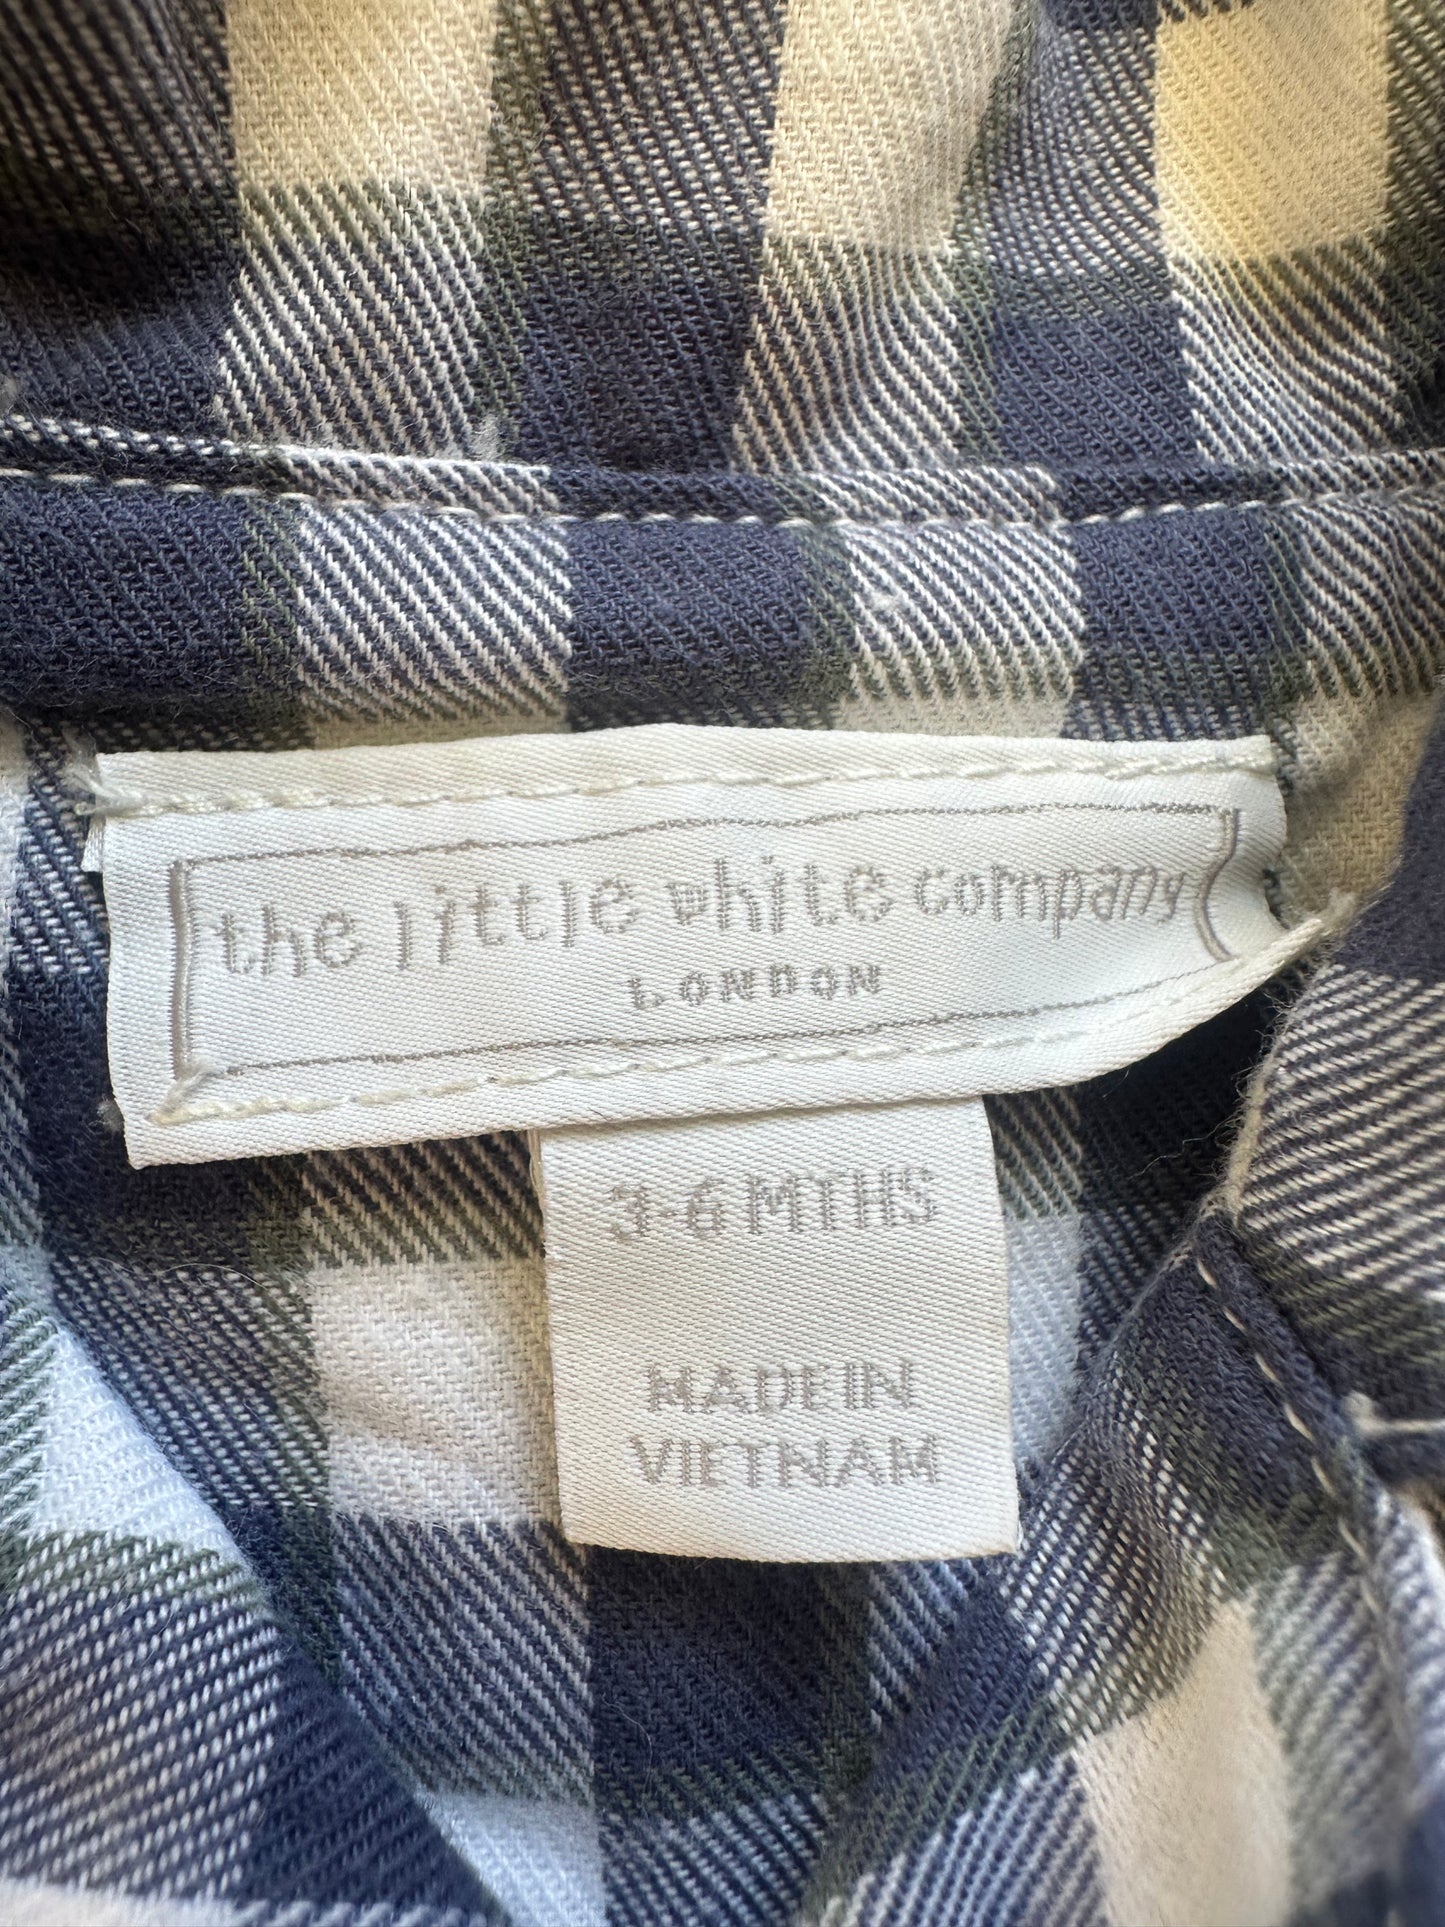 the little white company
LONDON
3-6 MTHS
MADE IN
VIETNAM